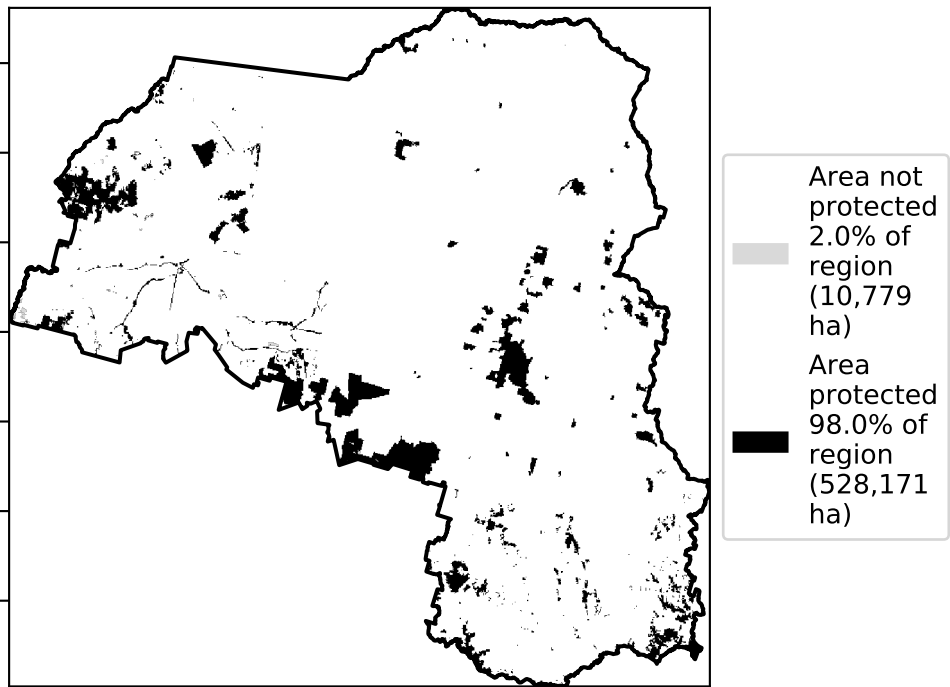 Area not
protected
2.0% of
region
(10,779
ha)
Area
protected
98.0% of
region
(528,171
ha)